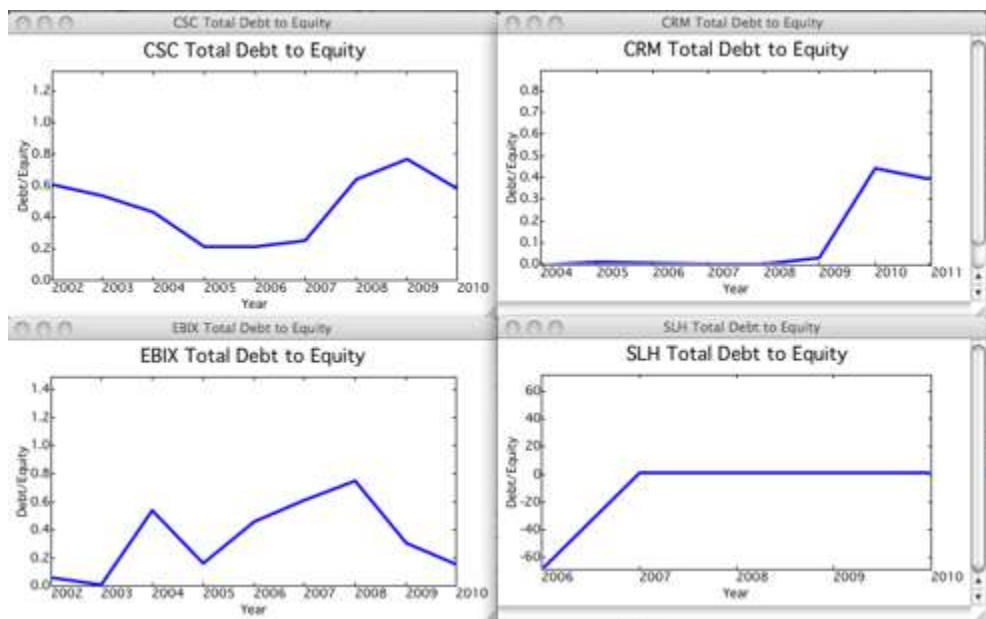 CSC Total Debt to Equity
CSC Total Debt to Equity
1.2
1.0
0.8
0.6
0.4
0.2
0.0
Debt/Equity
2002 2003 2004 2005 2006 2007 2008 2009 2010
Year
CRM Total Debt to Equity
CRM Total Debt to Equity
0.8
0.7
0.6
0.5
0.4
0.3
0.2
0.1
0.0
Debt/Equity
2004 2005 2006 2007 2008 2009 2010 2011
Year
EBIX Total Debt to Equity
EBIX Total Debt to Equity
1.4
1.2
1.0
0.8
0.6
0.4
0.2
0.0
Debt/Equity
2002 2003 2004 2005 2006 2007 2008 2009 2010
Year
SLH Total Debt to Equity
SLH Total Debt to Equity
60
40
20
0
-20
-40
-60
Debt/Equity
2006 2007 2008 2009 2010
Year